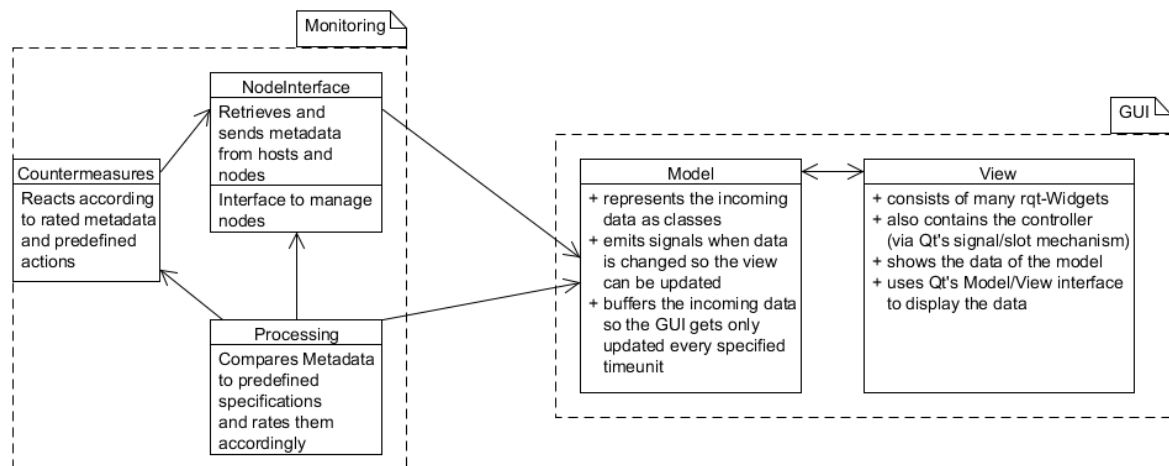 Monitoring
NodeInterface
Retrieves and
sends metadata
from hosts and
nodes
Interface to manage
nodes
Countermeasures
Reacts according
to rated metadata
and predefined
actions
Processing
Compares Metadata
to predefined
specifications
and rates them
accordingly
GUI
Model
+ represents the incoming
data as classes
+ emits signals when data
is changed so the view
can be updated
+ buffers the incoming data
so the GUI gets only
updated every specified
timeunit
View
+ consists of many rqt-Widgets
+ also contains the controller
(via Qt's signal/slot mechanism)
+ shows the data of the model
+ uses Qt's Model/View interface
to display the data